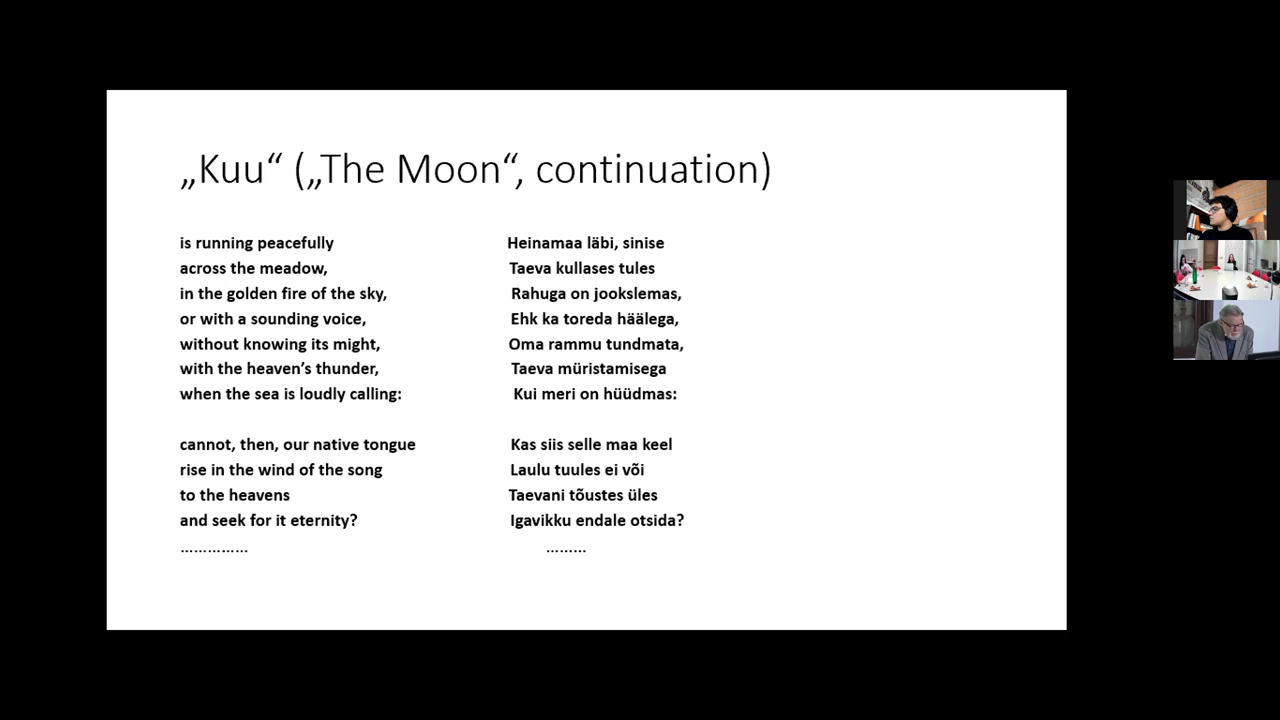 „Kuu“ („The Moon“, continuation)
is running peacefully
across the meadow,
in the golden fire of the sky,
or with a sounding voice,
without knowing its might,
with the heaven’s thunder,
when the sea is loudly calling:
cannot, then, our native tongue
rise in the wind of the song
to the heavens
and seek for it eternity?
……………
Heinamaa läbi, sinise
Taeva kullases tules
Rahuga on jookslemas,
Ehk ka toreda häälega,
Oma rammu tundmata,
Taeva müristamisega
Kui meri on hüüdmas:
Kas siis selle maa keel
Laulu tuules ei või
Taevani tõustes üles
Igavikku endale otsida?
………